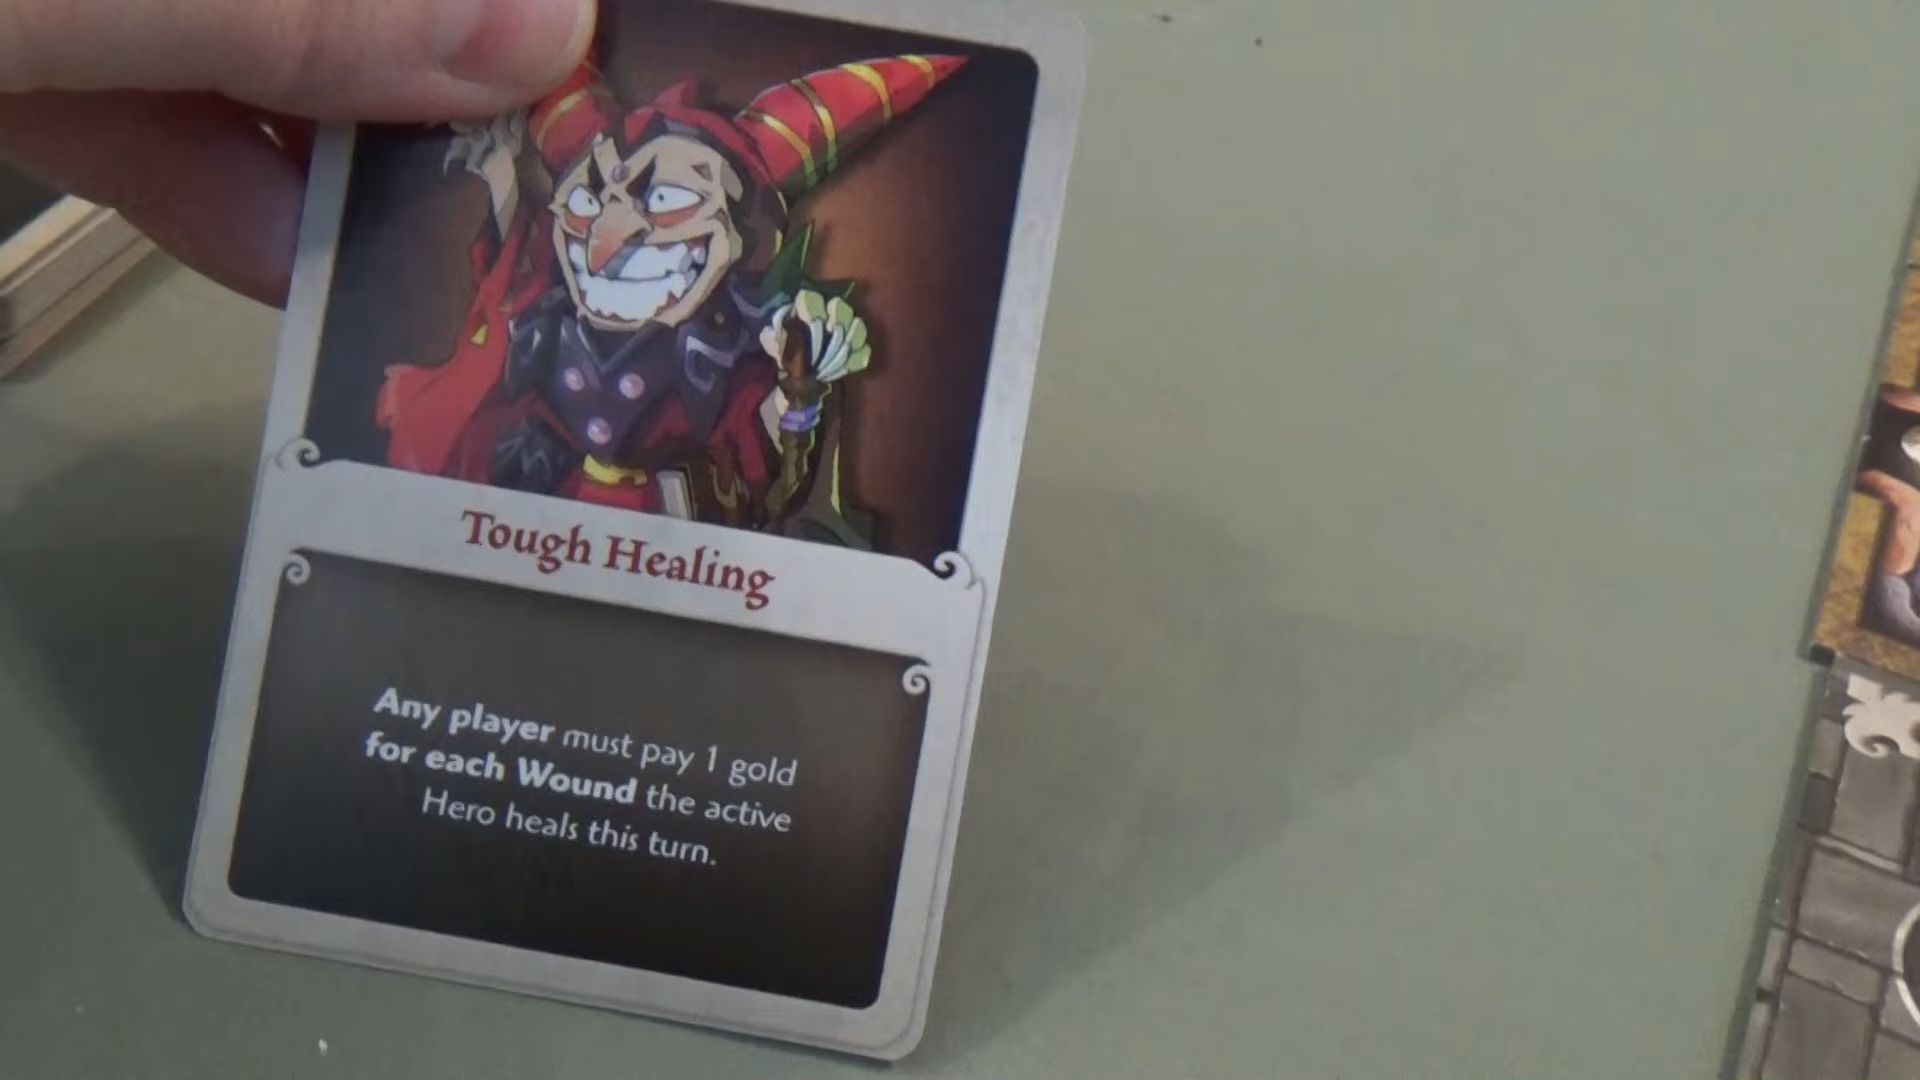 Tough Healing
Any player must pay 1 gold
for each Wound the active
Hero heals this turn.